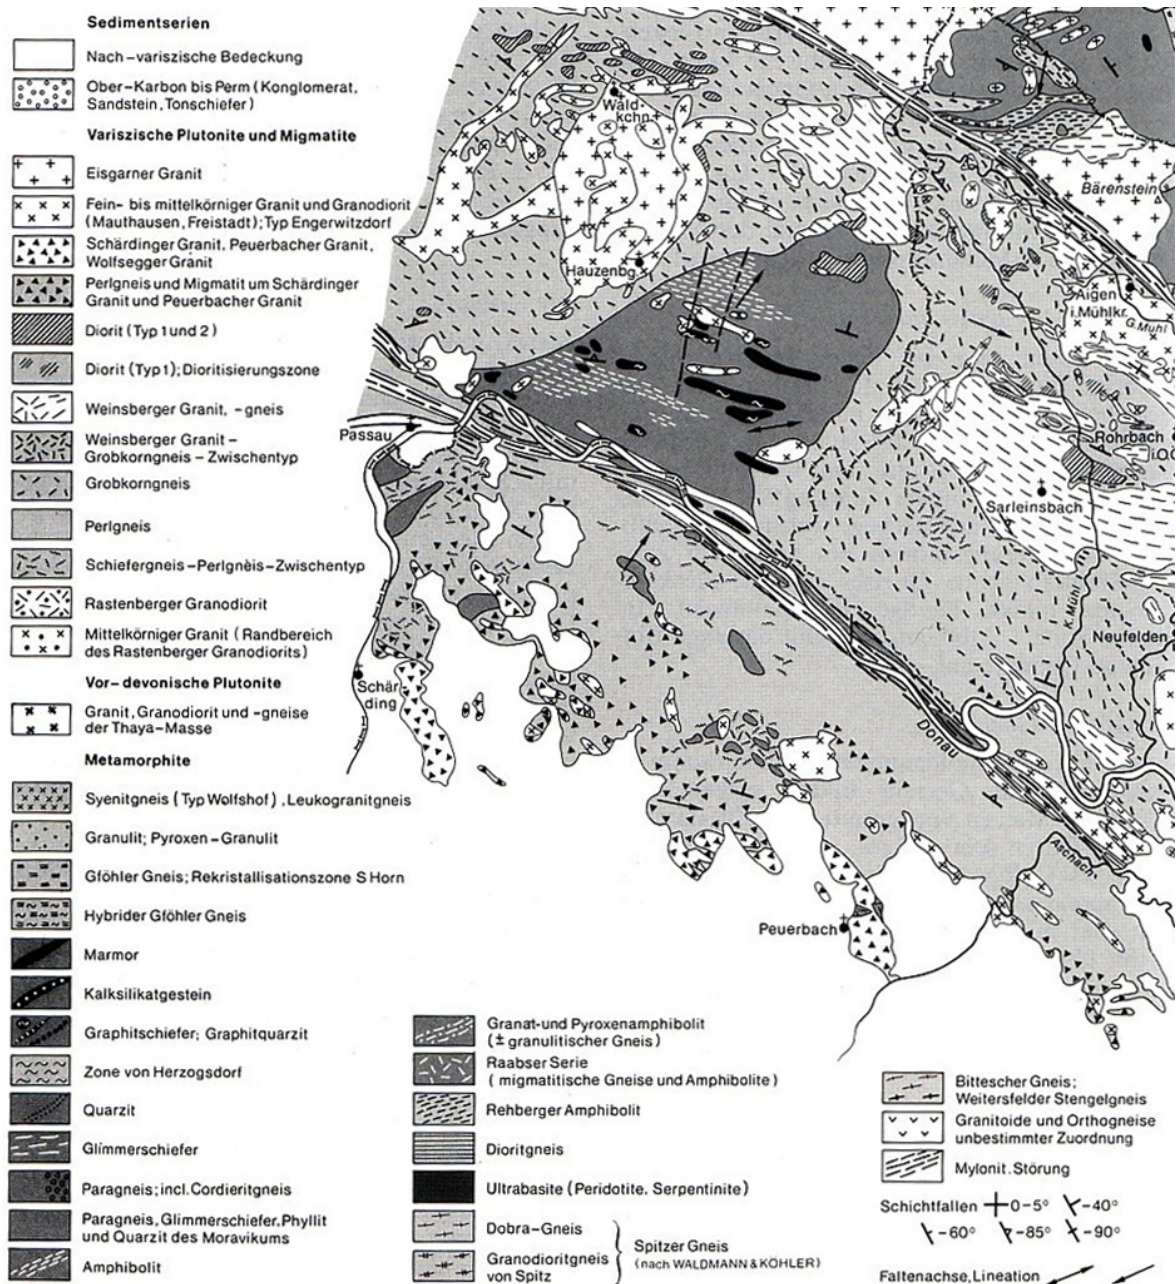 Sedimentserien
Nach-variszische Bedeckung
Ober-Karbon bis Perm (Konglomerat,
Sandstein, Tonschiefer)
Variszische Plutonite und Migmatite
Eisgarner Granit
Fein- bis mittelkörniger Granit und Granodiorit
(Mauthausen, Freistadt); Typ Engerwitzdorf
Schärdinger Granit, Peuerbacher Granit,
Wolfsegger Granit
Perlgneis und Migmatit um Schärdinger
Granit und Peuerbacher Granit
Diorit (Typ 1 und 2)
Diorit (Typ 1); Dioritisierungszone
Weinsberger Granit, -gneis
Weinsberger Granit -
Grobkorngneis - Zwischentyp
Grobkorngneis
Perlgneis
Schiefergneis-Perlgneis-Zwischentyp
Rastenberger Granodiorit
Mittelkörniger Granit (Randbereich
des Rastenberger Granodiorits)
Vor-devonische Plutonite
Granit, Granodiorit und -gneise
der Thaya-Masse
Metamorphite
Syenitgneis (Typ Wolfshof), Leukogranitgneis
Granulit; Pyroxen-Granulit
Gföhler Gneis; Rekristallisationszone S Horn
Hybrider Gföhler Gneis
Marmor
Kalksilikatgestein
Graphitschiefer; Graphitquarzit
Zone von Herzogsdorf
Quarzit
Glimmerschiefer
Paragneis; incl. Cordieritgneis
Paragneis, Glimmerschiefer, Phyllit
und Quarzit des Moravikums
Amphibolit
Granat-und Pyroxenamphibolit
(± granulitischer Gneis)
Raabser Serie
(migmatitische Gneise und Amphibolite)
Rehberger Amphibolit
Dioritgneis
Ultrabasite (Peridotite, Serpentinite)
Dobra-Gneis
Granodioritgneis
von Spitz
Spitzer Gneis
(nach WALDMANN & KÖHLER)
Bittescher Gneis;
Weitersfelder Stengelgneis
Granitoide und Orthogneise
unbestimmter Zuordnung
Mylonit, Störung
Schichtfallen 0-5° -40°
-60° -85° -90°
Faltenachse, Lineation
Wald-
kchn.
Bärenstein
Hauzenbg.
Aigen
i.Mühlkr.
G.Mühl
Passau
Rohrbach
i.O
Sarleinsbach
K.Mühl
Neufelden
Schär-
ding
Donau
Aschach
Peuerbach